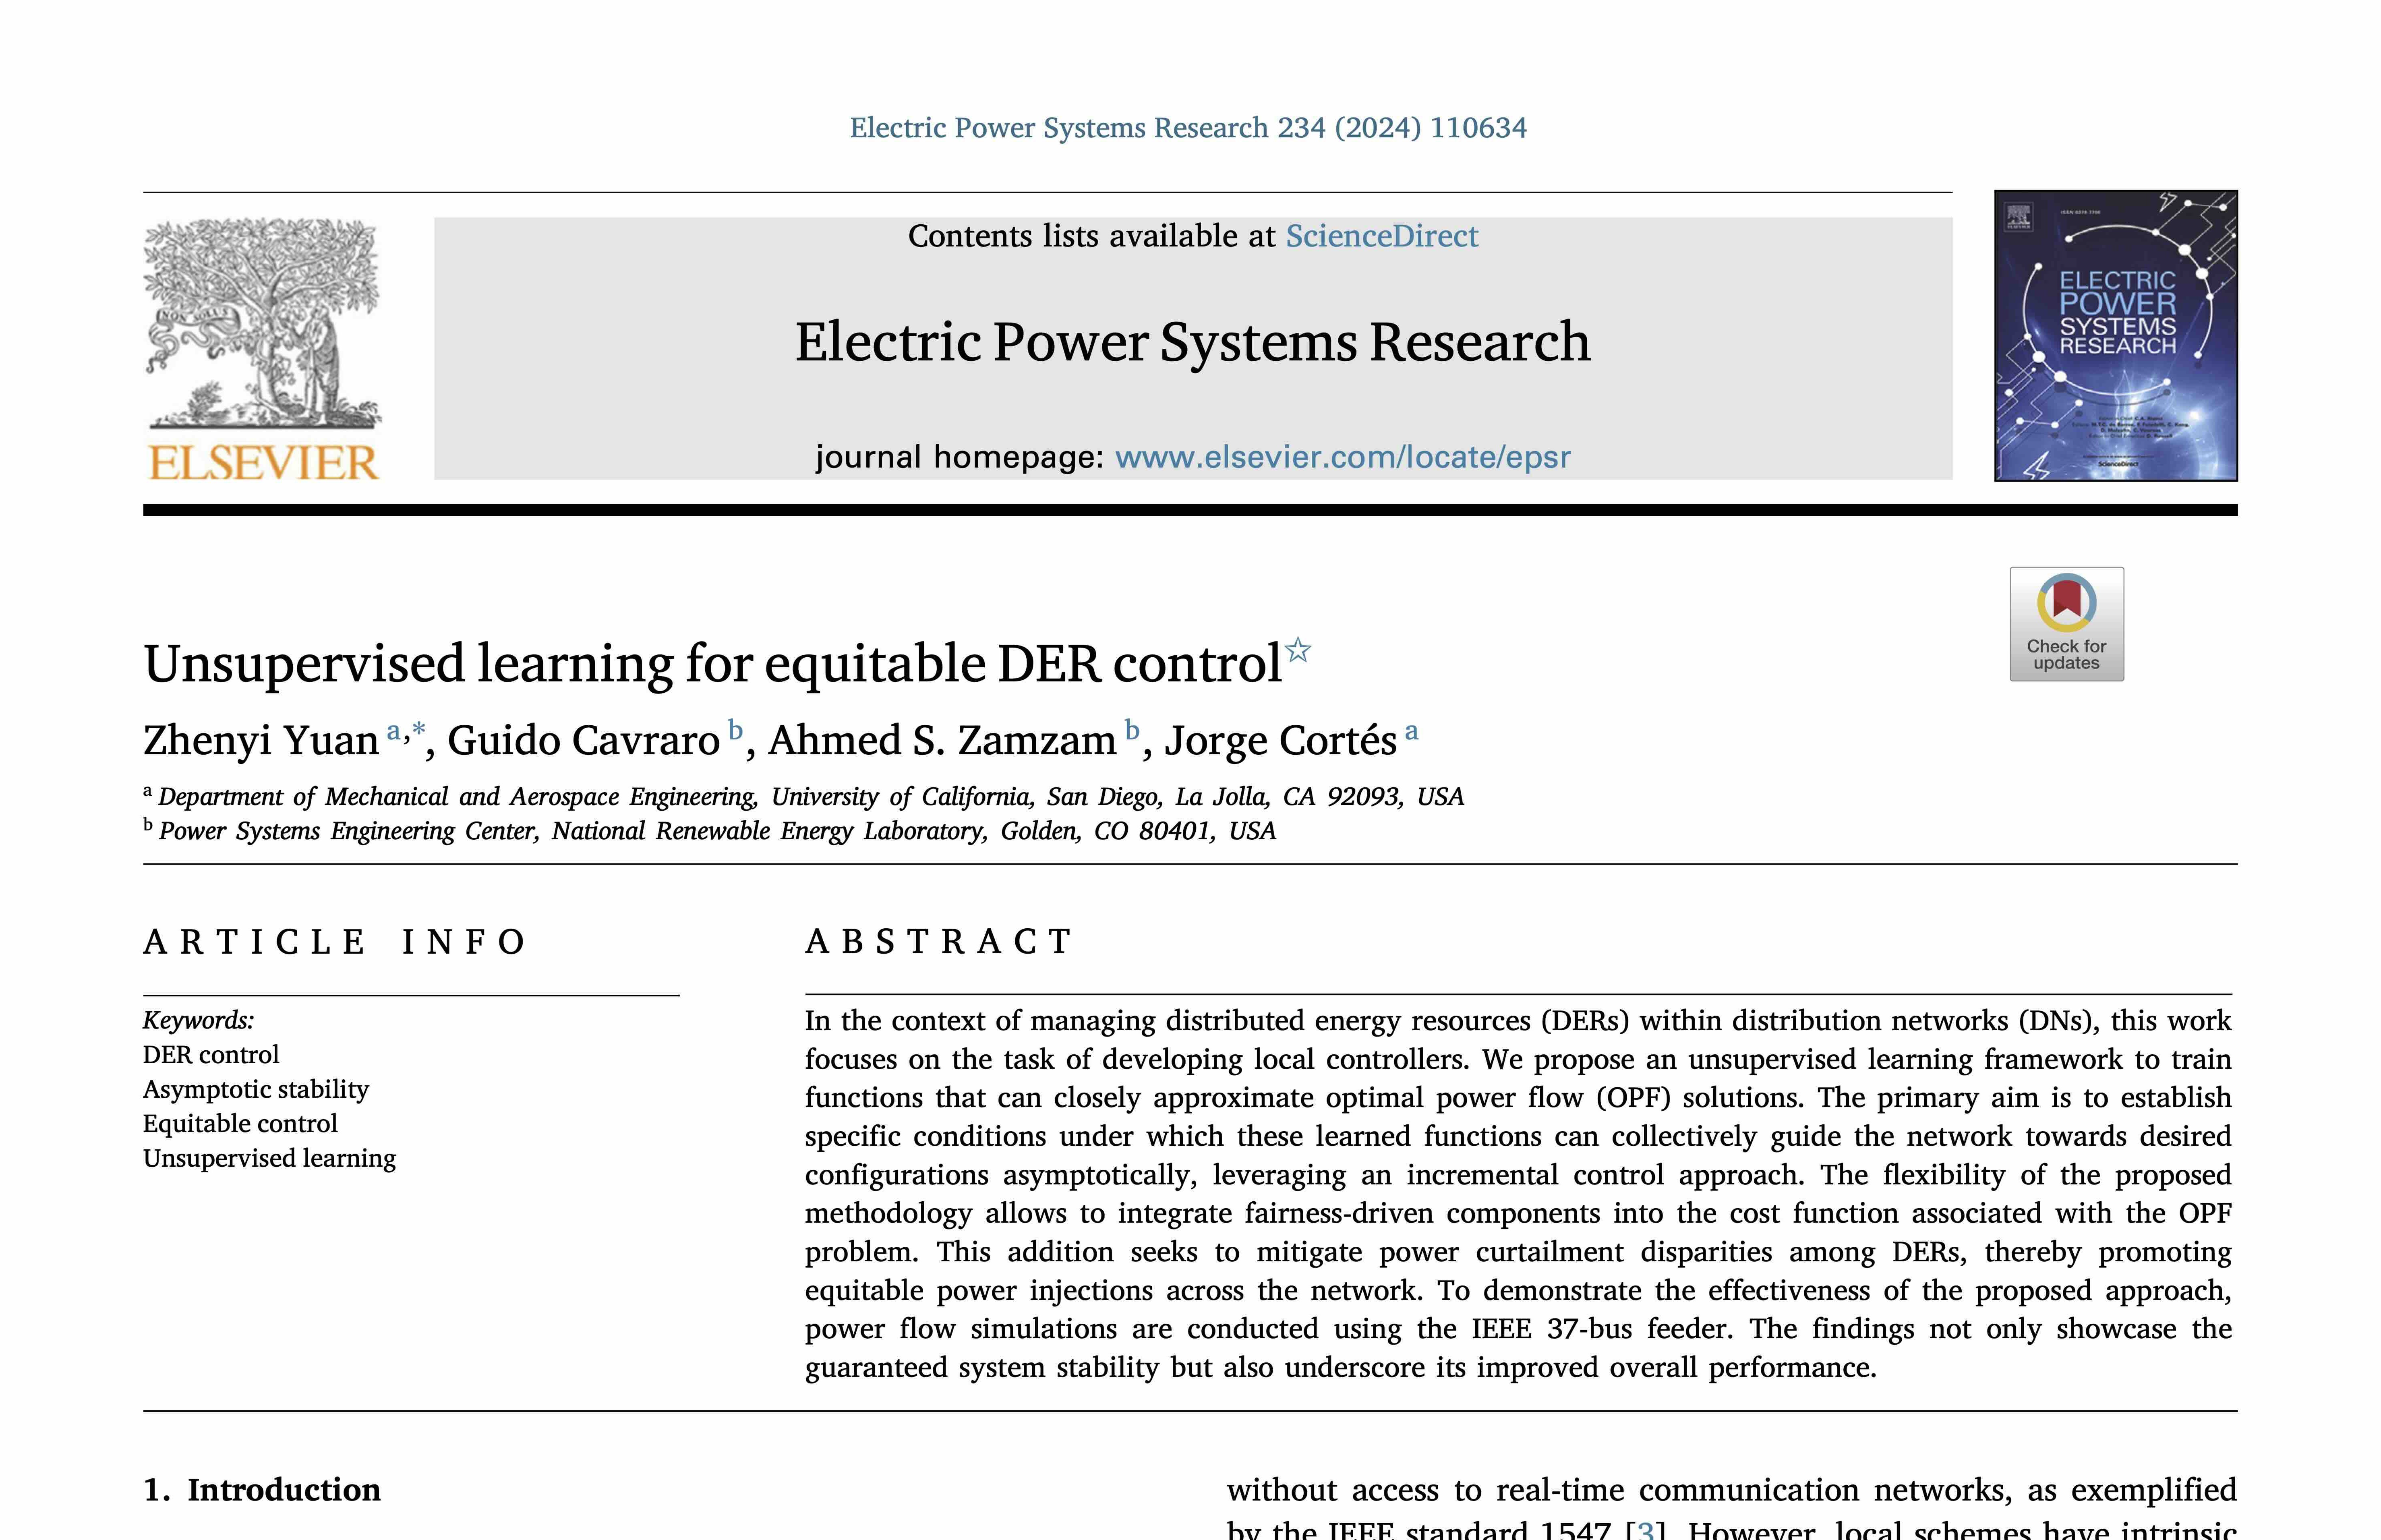 Electric Power Systems Research 234 (2024) 110634
Contents lists available at ScienceDirect
Electric Power Systems Research
journal homepage: www.elsevier.com/locate/epsr
NON SOLUS
ELSEVIER
ELSEVIER
ELECTRIC
POWER
SYSTEMS
RESEARCH
ScienceDirect
Check for
updates
Unsupervised learning for equitable DER control☆
Zhenyi Yuan a,*, Guido Cavraro b, Ahmed S. Zamzam b, Jorge Cortés a
a Department of Mechanical and Aerospace Engineering, University of California, San Diego, La Jolla, CA 92093, USA
b Power Systems Engineering Center, National Renewable Energy Laboratory, Golden, CO 80401, USA
ARTICLE INFO
Keywords:
DER control
Asymptotic stability
Equitable control
Unsupervised learning
ABSTRACT
In the context of managing distributed energy resources (DERs) within distribution networks (DNs), this work
focuses on the task of developing local controllers. We propose an unsupervised learning framework to train
functions that can closely approximate optimal power flow (OPF) solutions. The primary aim is to establish
specific conditions under which these learned functions can collectively guide the network towards desired
configurations asymptotically, leveraging an incremental control approach. The flexibility of the proposed
methodology allows to integrate fairness-driven components into the cost function associated with the OPF
problem. This addition seeks to mitigate power curtailment disparities among DERs, thereby promoting
equitable power injections across the network. To demonstrate the effectiveness of the proposed approach,
power flow simulations are conducted using the IEEE 37-bus feeder. The findings not only showcase the
guaranteed system stability but also underscore its improved overall performance.
1. Introduction
without access to real-time communication networks, as exemplified
by the IEEE standard 1547 [3]. However, local schemes have intrinsic